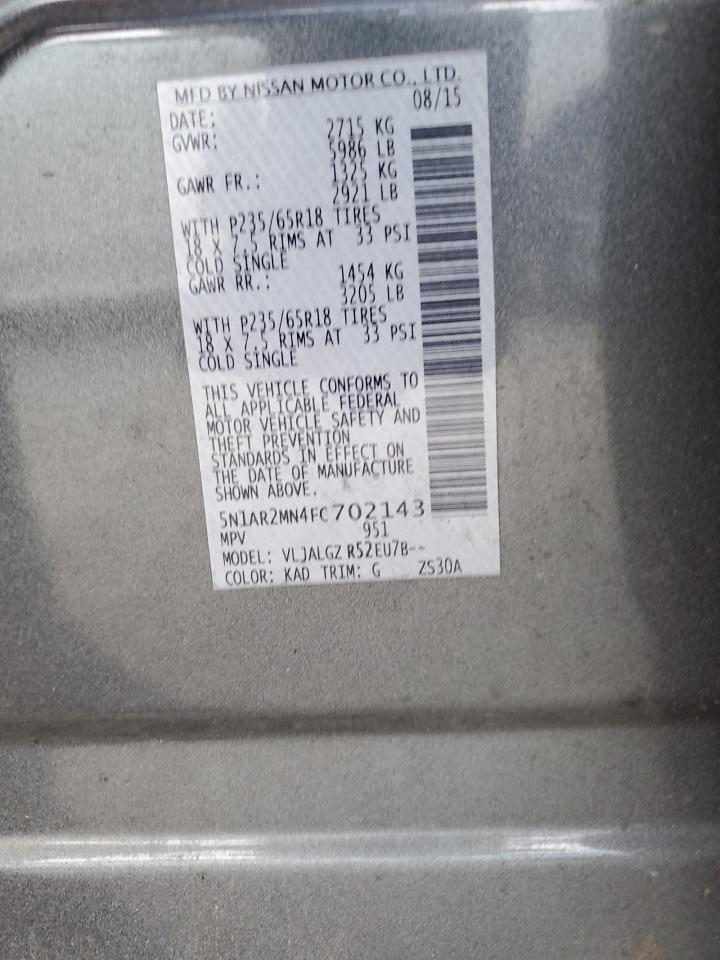 MFD BY NISSAN MOTOR CO., LTD.
DATE: 08/15
GVWR: 2715 KG
5986 LB
GAWR FR.: 1325 KG
2921 LB
WITH P235/65R18 TIRES
18 X 7.5 RIMS AT 33 PSI
COLD SINGLE
GAWR RR.: 1454 KG
3205 LB
WITH P235/65R18 TIRES
18 X 7.5 RIMS AT 33 PSI
COLD SINGLE
THIS VEHICLE CONFORMS TO
ALL APPLICABLE FEDERAL
MOTOR VEHICLE SAFETY AND
THEFT PREVENTION
STANDARDS IN EFFECT ON
THE DATE OF MANUFACTURE
SHOWN ABOVE.
5N1AR2MN4FC702143
MPV 951
MODEL: VLJALGZ R52EU7B--
COLOR: KAD TRIM: G ZS30A